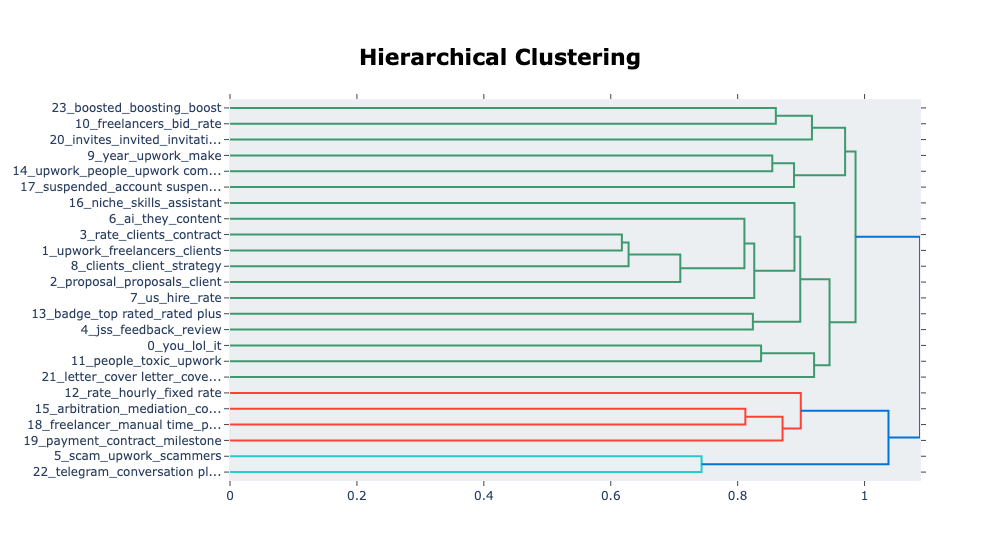 Hierarchical Clustering
23_boosted_boosting_boost
10_freelancers_bid_rate
20_invites_invited_invitati...
9_year_upwork_make
14_upwork_people_upwork com...
17_suspended_account suspen...
16_niche_skills_assistant
6_ai_they_content
3_rate_clients_contract
1_upwork_freelancers_clients
8_clients_client_strategy
2_proposal_proposals_client
7_us_hire_rate
13_badge_top rated_rated plus
4_jss_feedback_review
0_you_lol_it
11_people_toxic_upwork
21_letter_cover letter_cove...
12_rate_hourly_fixed rate
15_arbitration_mediation_co...
18_freelancer_manual time_p...
19_payment_contract_milestone
5_scam_upwork_scammers
22_telegram_conversation pl...
0 0.2 0.4 0.6 0.8 1